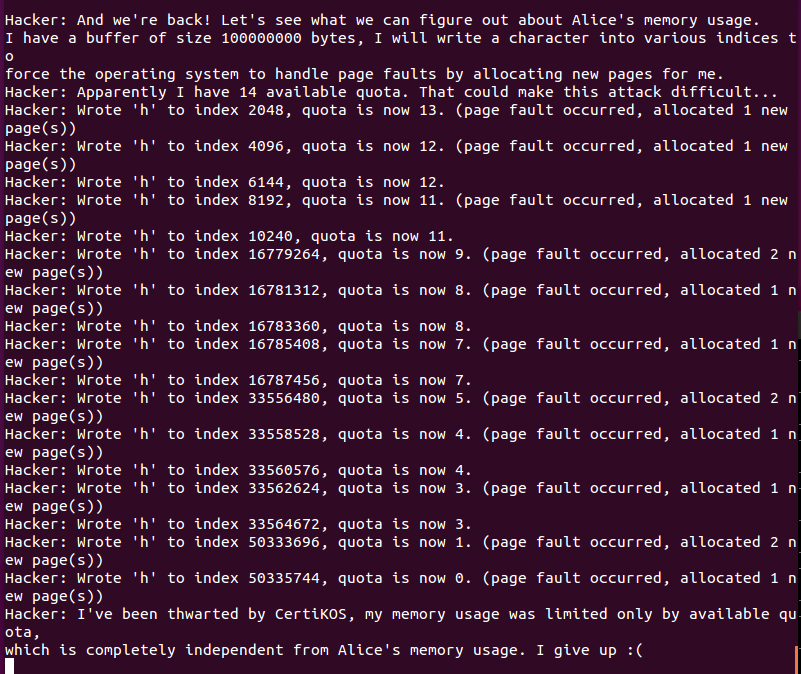 Hacker: And we're back! Let's see what we can figure out about Alice's memory usage.
I have a buffer of size 100000000 bytes, I will write a character into various indices t
o
force the operating system to handle page faults by allocating new pages for me.
Hacker: Apparently I have 14 available quota. That could make this attack difficult...
Hacker: Wrote 'h' to index 2048, quota is now 13. (page fault occurred, allocated 1 new
page(s))
Hacker: Wrote 'h' to index 4096, quota is now 12. (page fault occurred, allocated 1 new
page(s))
Hacker: Wrote 'h' to index 6144, quota is now 12.
Hacker: Wrote 'h' to index 8192, quota is now 11. (page fault occurred, allocated 1 new
page(s))
Hacker: Wrote 'h' to index 10240, quota is now 11.
Hacker: Wrote 'h' to index 16779264, quota is now 9. (page fault occurred, allocated 2 n
ew page(s))
Hacker: Wrote 'h' to index 16781312, quota is now 8. (page fault occurred, allocated 1 n
ew page(s))
Hacker: Wrote 'h' to index 16783360, quota is now 8.
Hacker: Wrote 'h' to index 16785408, quota is now 7. (page fault occurred, allocated 1 n
ew page(s))
Hacker: Wrote 'h' to index 16787456, quota is now 7.
Hacker: Wrote 'h' to index 33556480, quota is now 5. (page fault occurred, allocated 2 n
ew page(s))
Hacker: Wrote 'h' to index 33558528, quota is now 4. (page fault occurred, allocated 1 n
ew page(s))
Hacker: Wrote 'h' to index 33560576, quota is now 4.
Hacker: Wrote 'h' to index 33562624, quota is now 3. (page fault occurred, allocated 1 n
ew page(s))
Hacker: Wrote 'h' to index 33564672, quota is now 3.
Hacker: Wrote 'h' to index 50333696, quota is now 1. (page fault occurred, allocated 2 n
ew page(s))
Hacker: Wrote 'h' to index 50335744, quota is now 0. (page fault occurred, allocated 1 n
ew page(s))
Hacker: I've been thwarted by CertiKOS, my memory usage was limited only by available qu
ota,
which is completely independent from Alice's memory usage. I give up :(